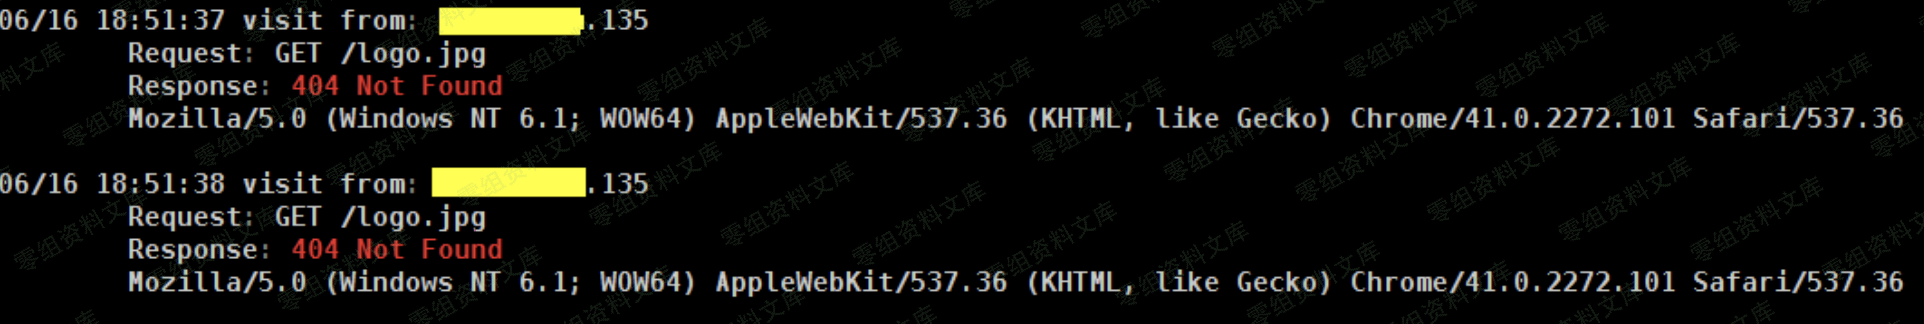 06/16 18:51:37 visit from: .135
Request: GET /logo.jpg
Response: 404 Not Found
Mozilla/5.0 (Windows NT 6.1; WOW64) AppleWebKit/537.36 (KHTML, like Gecko) Chrome/41.0.2272.101 Safari/537.36
06/16 18:51:38 visit from: .135
Request: GET /logo.jpg
Response: 404 Not Found
Mozilla/5.0 (Windows NT 6.1; WOW64) AppleWebKit/537.36 (KHTML, like Gecko) Chrome/41.0.2272.101 Safari/537.36
零组资料文库